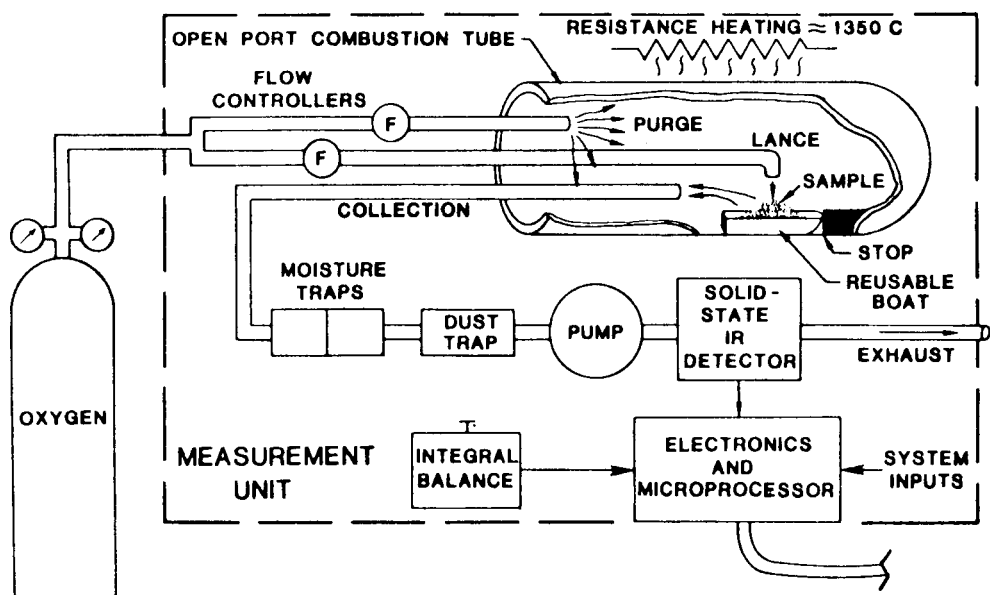 RESISTANCE HEATING ≈ 1350 C
OPEN PORT COMBUSTION TUBE
FLOW
CONTROLLERS
F
F
PURGE
LANCE
SAMPLE
COLLECTION
STOP
REUSABLE
BOAT
MOISTURE
TRAPS
DUST
TRAP
PUMP
SOLID-
STATE
IR
DETECTOR
EXHAUST
OXYGEN
MEASUREMENT
UNIT
INTEGRAL
BALANCE
ELECTRONICS
AND
MICROPROCESSOR
SYSTEM
INPUTS